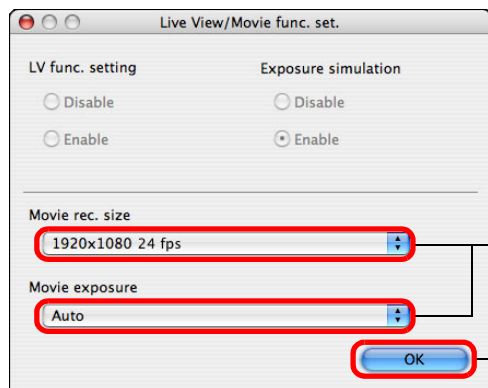 Live View/Movie func. set.
LV func. setting Exposure simulation
Disable Disable
Enable Enable
Movie rec. size
1920x1080 24 fps
Movie exposure
Auto
OK